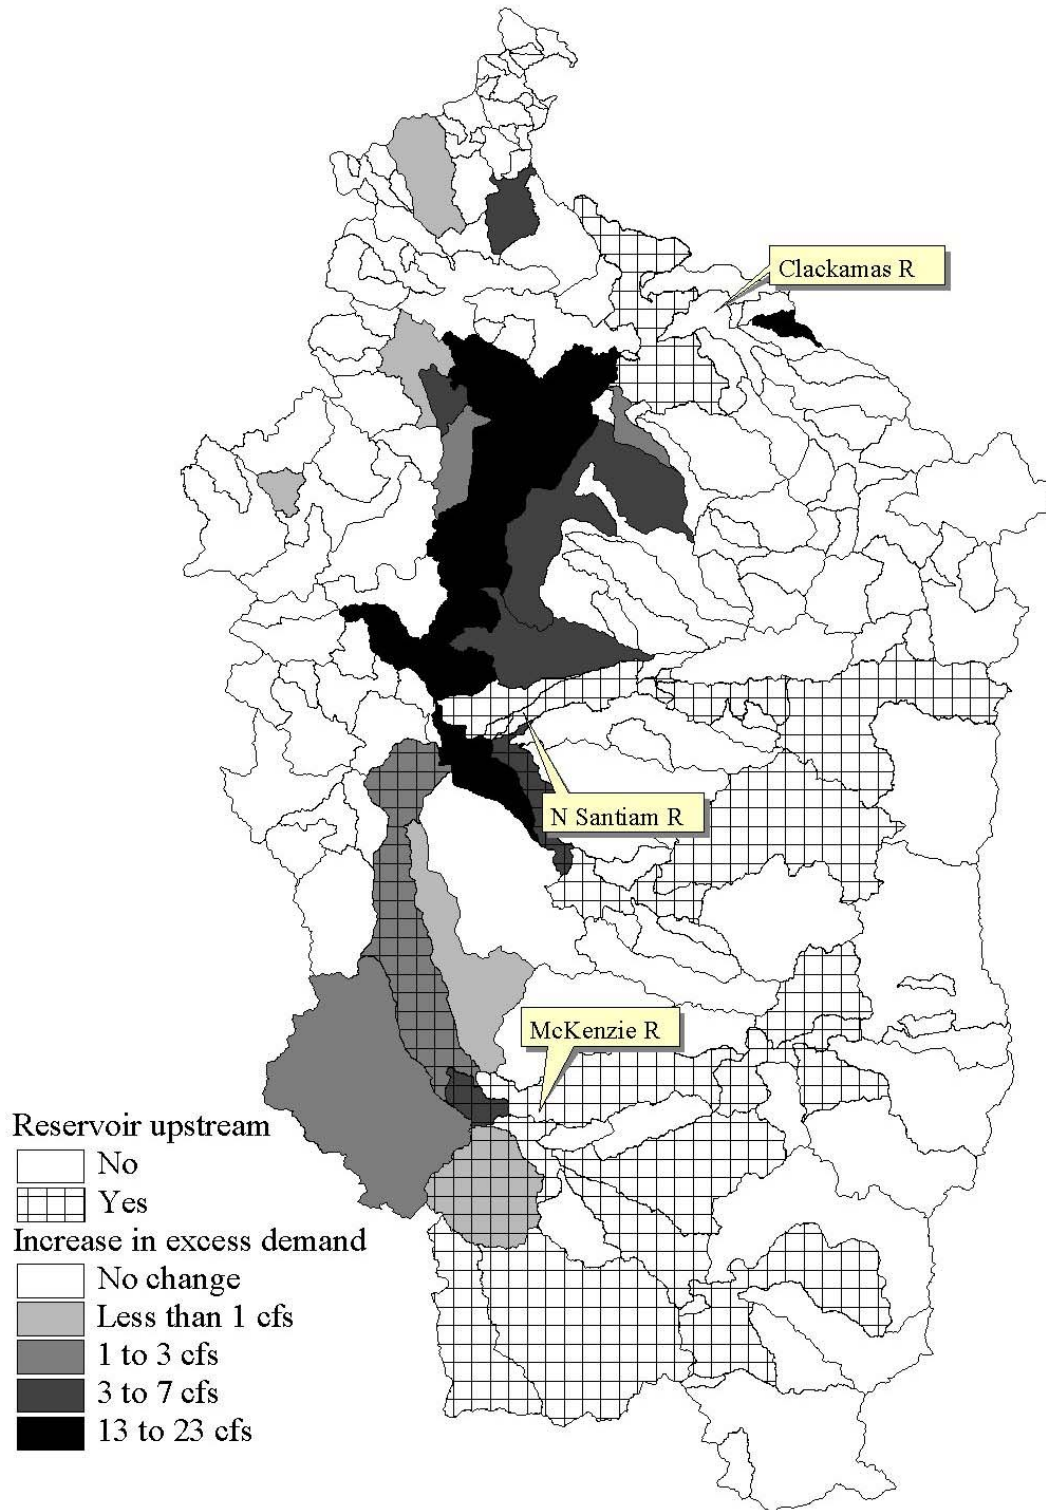 Clackamas R
N Santiam R
McKenzie R
Reservoir upstream
No
Yes
Increase in excess demand
No change
Less than 1 cfs
1 to 3 cfs
3 to 7 cfs
13 to 23 cfs